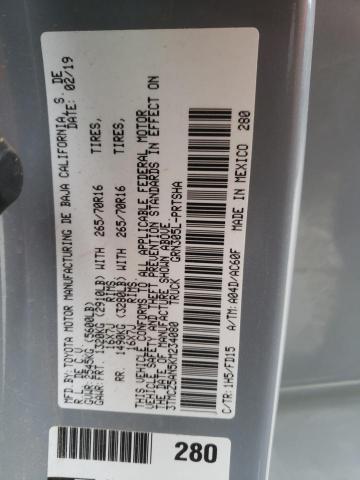 MFD.BY:TOYOTA MOTOR MANUFACTURING DE BAJA CALIFORNIA, S. DE
R.L. DE C.V. DATE: 02/19
GVWR: 2545KG (5600LB)
GAWR:FRT. 1320KG (2910LB) WITH 265/70R16 TIRES,
16X7J RIMS
RR. 1490KG (3280LB) WITH 265/70R16 TIRES,
16X7J RIMS
THIS VEHICLE CONFORMS TO ALL APPLICABLE FEDERAL MOTOR
VEHICLE SAFETY AND THEFT PREVENTION STANDARDS IN EFFECT ON
THE DATE OF MANUFACTURE SHOWN ABOVE.
3TMCZ5AN5KM234080 TRUCK GRN305L-PRTSHA
C/TR: 1H5/FD15 A/TM: A04D/AC60F MADE IN MEXICO 280
280